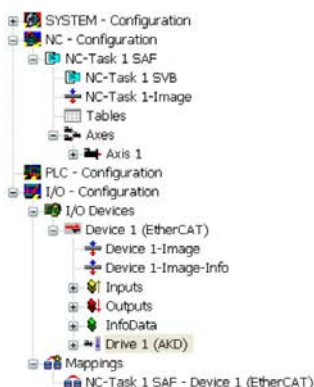 SYSTEM - Configuration
NC - Configuration
NC-Task 1 SAF
NC-Task 1 SVB
NC-Task 1-Image
Tables
Axes
Axis 1
PLC - Configuration
I/O - Configuration
I/O Devices
Device 1 (EtherCAT)
Device 1-Image
Device 1-Image-Info
Inputs
Outputs
InfoData
Drive 1 (AKD)
Mappings
NC-Task 1 SAF - Device 1 (EtherCAT)